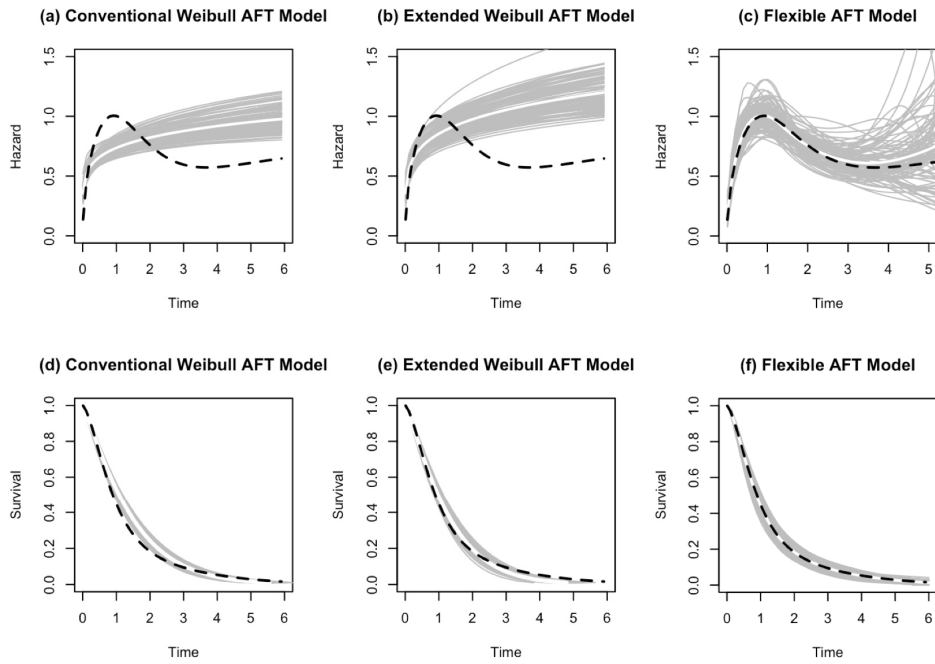 (a) Conventional Weibull AFT Model
(b) Extended Weibull AFT Model
(c) Flexible AFT Model
Hazard
0.0 0.5 1.0 1.5
0 1 2 3 4 5 6
Time
Hazard
0.0 0.5 1.0 1.5
0 1 2 3 4 5 6
Time
Hazard
0.0 0.5 1.0 1.5
0 1 2 3 4 5
Time
(d) Conventional Weibull AFT Model
(e) Extended Weibull AFT Model
(f) Flexible AFT Model
Survival
0.0 0.2 0.4 0.6 0.8 1.0
0 1 2 3 4 5 6
Time
Survival
0.0 0.2 0.4 0.6 0.8 1.0
0 1 2 3 4 5 6
Time
Survival
0.0 0.2 0.4 0.6 0.8 1.0
0 1 2 3 4 5 6
Time